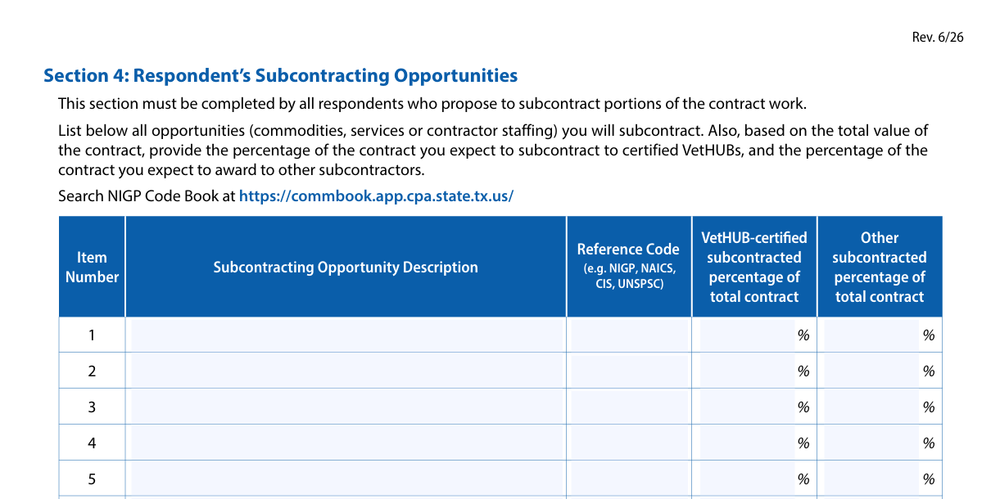 Rev. 6/26
Section 4: Respondent’s Subcontracting Opportunities
This section must be completed by all respondents who propose to subcontract portions of the contract work.
List below all opportunities (commodities, services or contractor staffing) you will subcontract. Also, based on the total value of
the contract, provide the percentage of the contract you expect to subcontract to certified VetHUBs, and the percentage of the
contract you expect to award to other subcontractors.
Search NIGP Code Book at https://commbook.app.cpa.state.tx.us/
Item
Number
Subcontracting Opportunity Description
Reference Code
(e.g. NIGP, NAICS,
CIS, UNSPSC)
VetHUB-certified
subcontracted
percentage of
total contract
Other
subcontracted
percentage of
total contract
1 % %
2 % %
3 % %
4 % %
5 % %